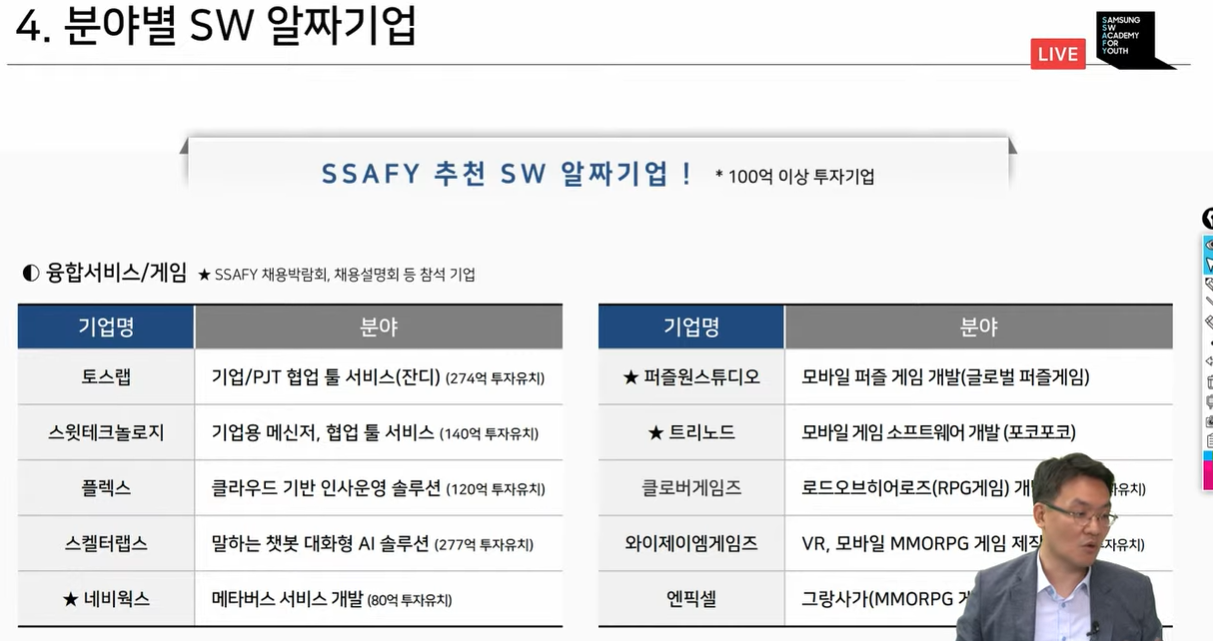 4. 분야별 SW 알짜기업
LIVE
SAMSUNG
SW
ACADEMY
FOR
YOUTH
SSAFY 추천 SW 알짜기업 ! * 100억 이상 투자기업
◐ 융합서비스/게임 ★ SSAFY 채용박람회, 채용설명회 등 참석 기업
기업명 분야
토스랩 기업/PJT 협업 툴 서비스(잔디) (274억 투자유치)
스윗테크놀로지 기업용 메신저, 협업 툴 서비스 (140억 투자유치)
플렉스 클라우드 기반 인사운영 솔루션 (120억 투자유치)
스켈터랩스 말하는 챗봇 대화형 AI 솔루션 (277억 투자유치)
★ 네비웍스 메타버스 서비스 개발 (80억 투자유치)
기업명 분야
★ 퍼즐원스튜디오 모바일 퍼즐 게임 개발(글로벌 퍼즐게임)
★ 트리노드 모바일 게임 소프트웨어 개발 (포코포코)
클로버게임즈 로드오브히어로즈(RPG게임) 개 자유치)
와이제이엠게임즈 VR, 모바일 MMORPG 게임 제작 자유치)
엔픽셀 그랑사가(MMORPG